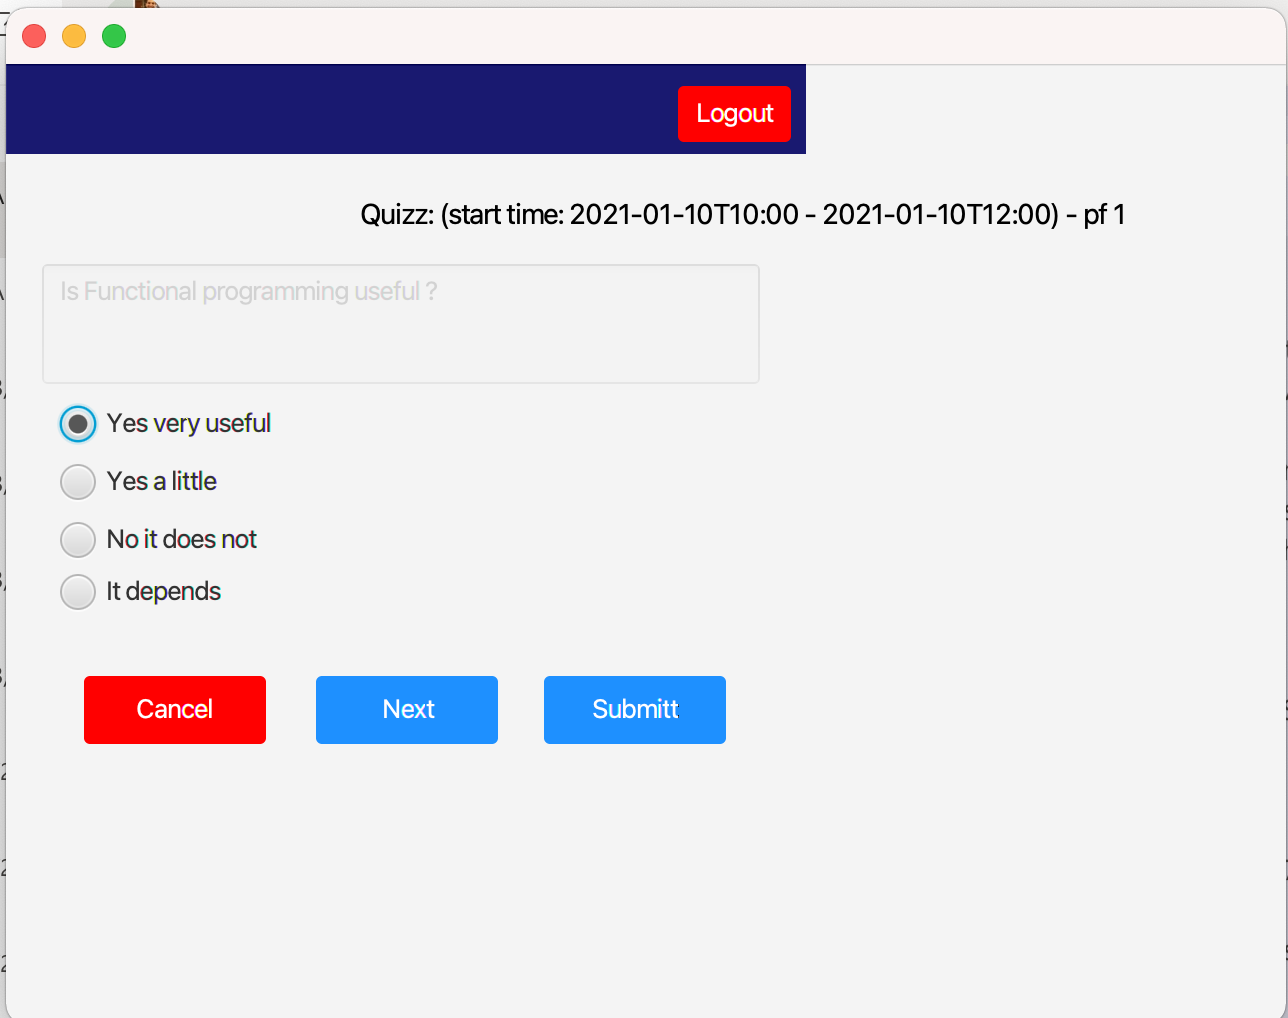 Logout
Quizz: (start time: 2021-01-10T10:00 - 2021-01-10T12:00) - pf 1
Is Functional programming useful ?
Yes very useful
Yes a little
No it does not
It depends
Cancel Next Submitt